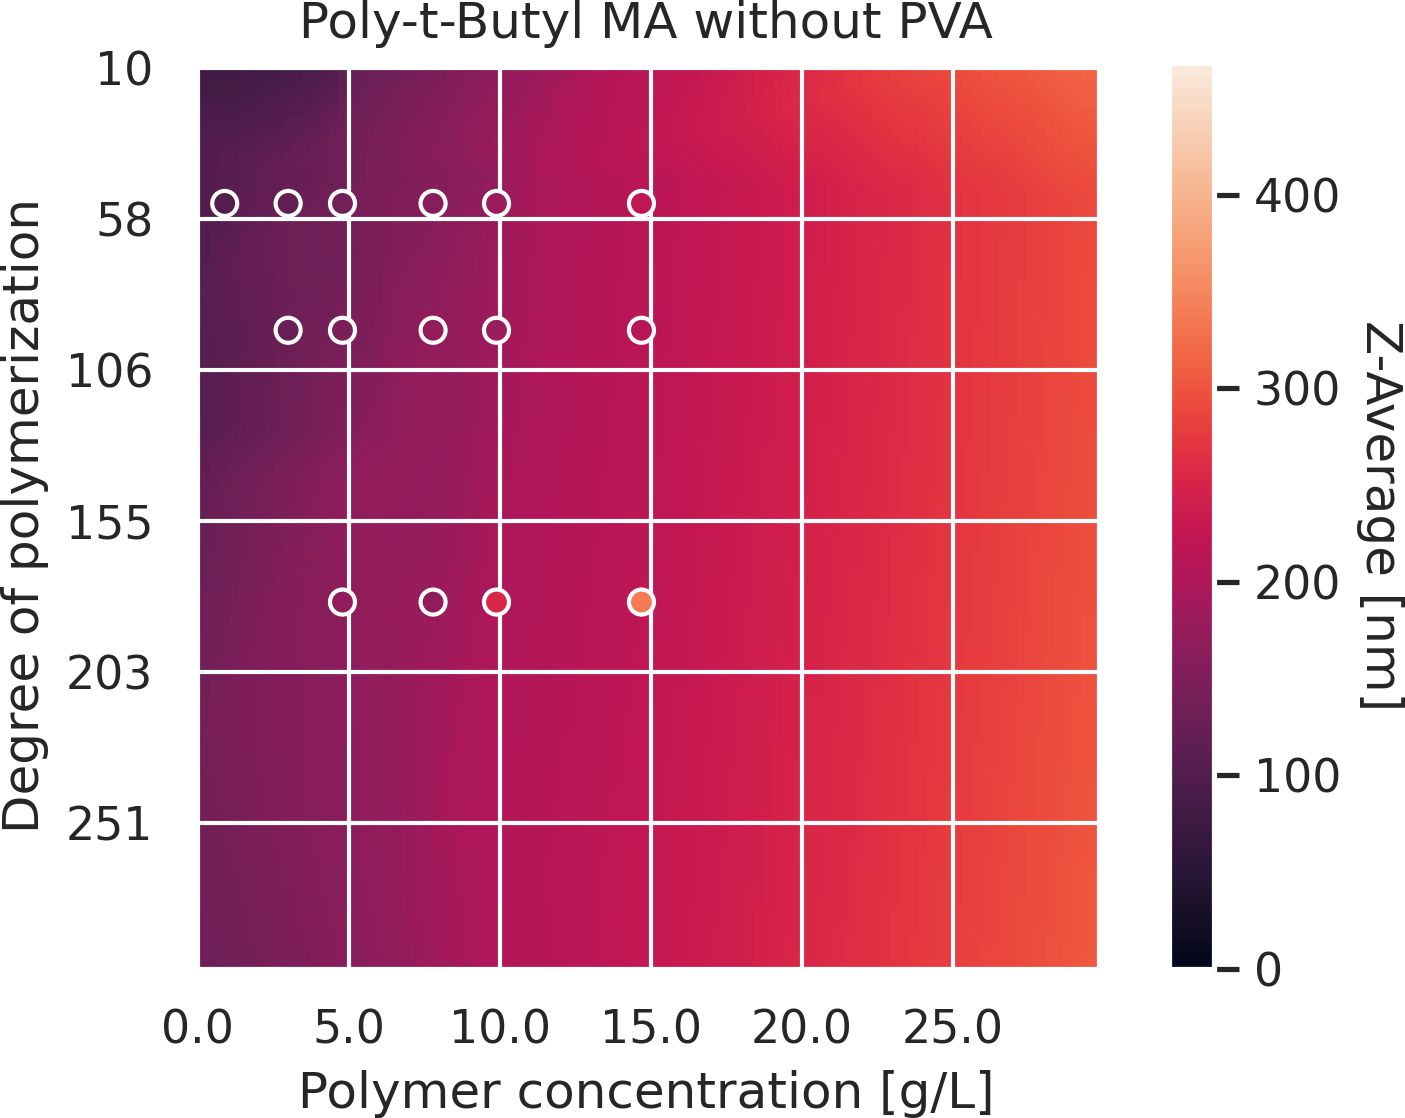 Poly-t-Butyl MA without PVA
Degree of polymerization
10
58
106
155
203
251
0.0 5.0 10.0 15.0 20.0 25.0
Polymer concentration [g/L]
400
300
200
100
0
Z-Average [nm]